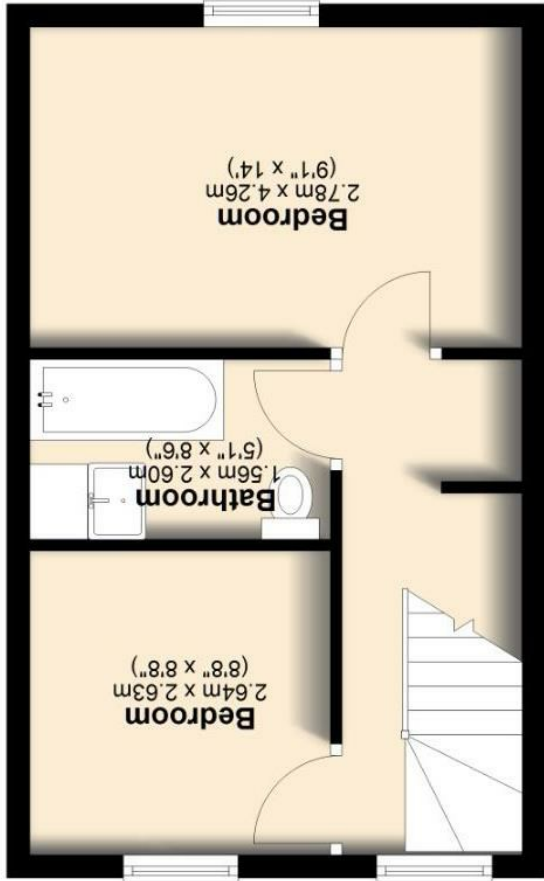 Bedroom
2.64m x 2.63m
(8'8" x 8'8")
Bathroom
1.56m x 2.60m
(5'1" x 8'6")
Bedroom
2.78m x 4.26m
(9'1" x 14')